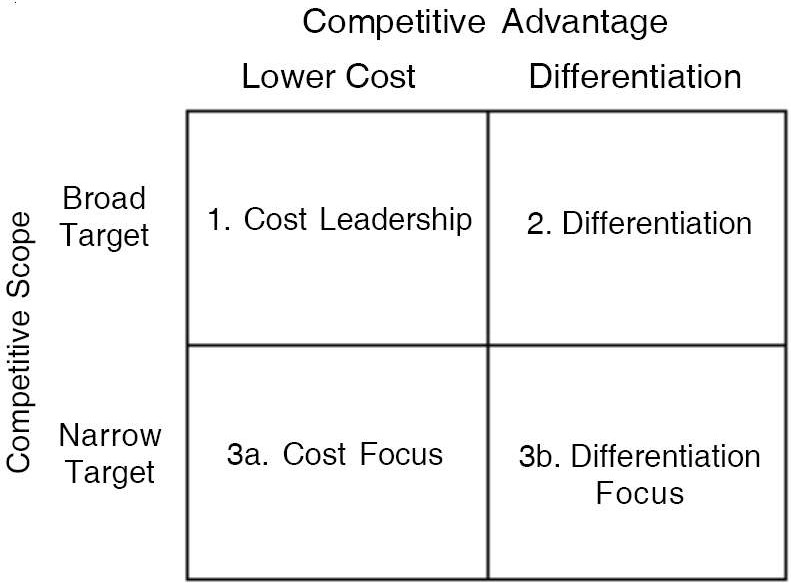 Competitive Advantage
Lower Cost
Differentiation
Competitive Scope
Broad
Target
1. Cost Leadership
2. Differentiation
Narrow
Target
3a. Cost Focus
3b. Differentiation
Focus